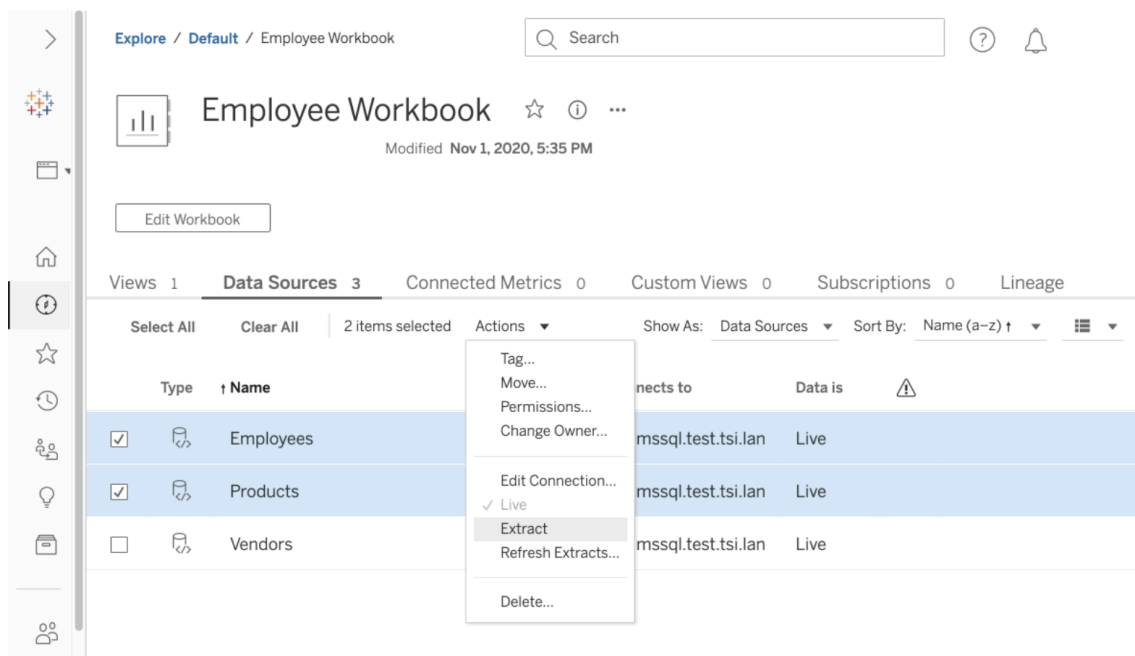 Explore / Default / Employee Workbook
Search
Employee Workbook
Modified Nov 1, 2020, 5:35 PM
Edit Workbook
Views 1 Data Sources 3 Connected Metrics 0 Custom Views 0 Subscriptions 0 Lineage
Select All Clear All 2 items selected Actions Show As: Data Sources Sort By: Name (a–z) ↑
Tag...
Move...
Permissions...
Change Owner...
Edit Connection...
✓ Live
Extract
Refresh Extracts...
Delete...
Type ↑ Name nects to Data is
Employees mssql.test.tsi.lan Live
Products mssql.test.tsi.lan Live
Vendors mssql.test.tsi.lan Live